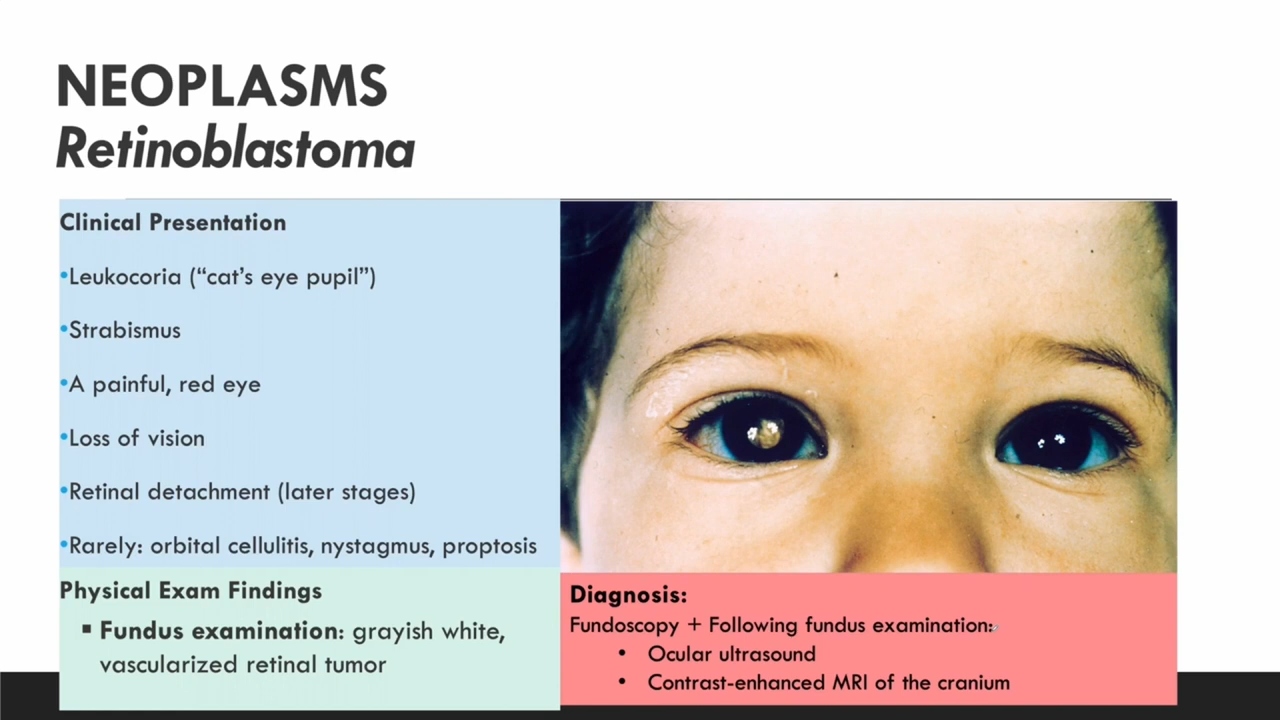 NEOPLASMS
Retinoblastoma
Clinical Presentation
•Leukocoria (“cat’s eye pupil”)
•Strabismus
•A painful, red eye
•Loss of vision
•Retinal detachment (later stages)
•Rarely: orbital cellulitis, nystagmus, proptosis
Physical Exam Findings
▪ Fundus examination: grayish white,
vascularized retinal tumor
Diagnosis:
Fundoscopy + Following fundus examination:
• Ocular ultrasound
• Contrast-enhanced MRI of the cranium